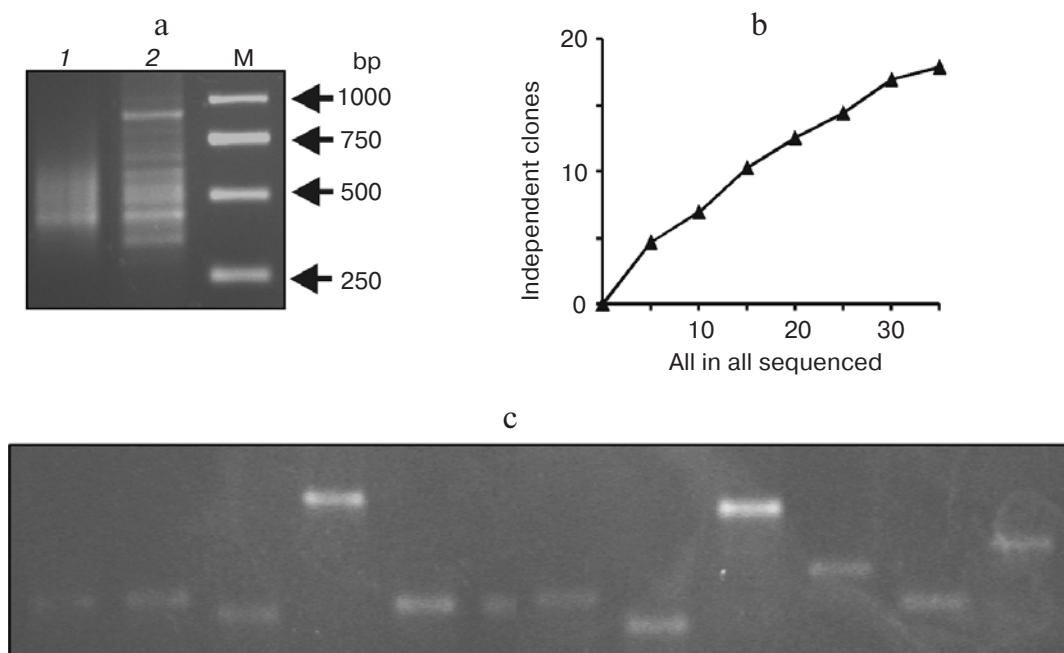 a
1 2 M bp
1000
750
500
250
b
20
10
0
Independent clones
10 20 30
All in all sequenced
c